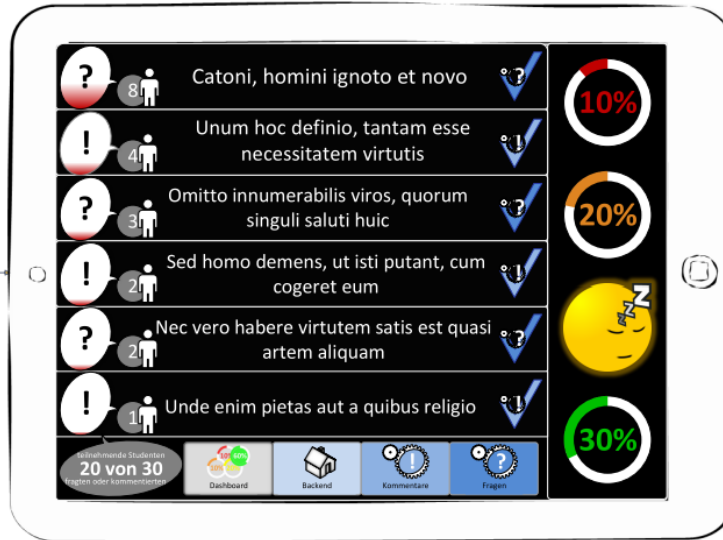 ?
8
Catoni, homini ignoto et novo
?
!
4
Unum hoc definio, tantam esse
necessitatem virtutis
!
?
3
Omitto innumerabilis viros, quorum
singuli saluti huic
?
!
2
Sed homo demens, ut isti putant, cum
cogeret eum
!
?
2
Nec vero habere virtutem satis est quasi
artem aliquam
?
!
1
Unde enim pietas aut a quibus religio
!
teilnehmende Studenten
20 von 30
fragten oder kommentierten
10% 60%
Dashboard
Backend
!
Kommentare
?
Fragen
10%
20%
z z Z
30%